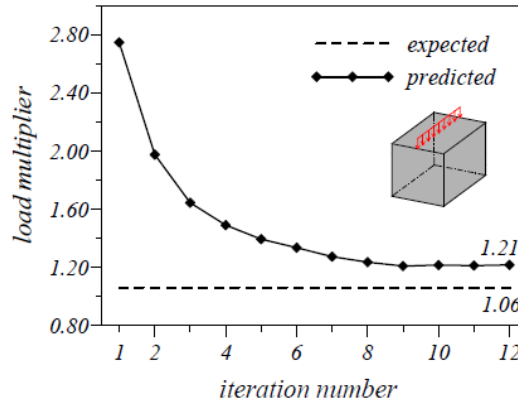 2.80
2.40
2.00
1.60
1.20
0.80
load multiplier
expected
predicted
1.21
1.06
1 2 4 6 8 10 12
iteration number